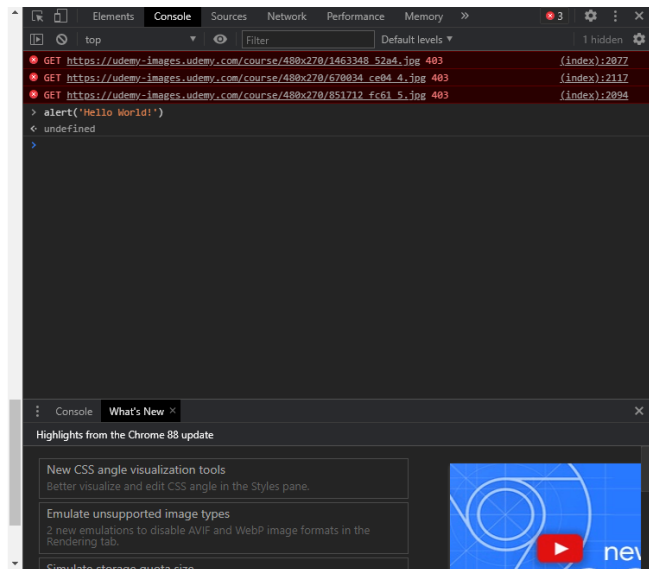 Elements Console Sources Network Performance Memory » 3
top Filter Default levels 1 hidden
GET https://udemy-images.udemy.com/course/480x270/1463348_52a4.jpg 403 (index):2077
GET https://udemy-images.udemy.com/course/480x270/670034_ce04_4.jpg 403 (index):2117
GET https://udemy-images.udemy.com/course/480x270/851712_fc61_5.jpg 403 (index):2094
> alert('Hello World!')
undefined
Console What's New
Highlights from the Chrome 88 update
New CSS angle visualization tools
Better visualize and edit CSS angle in the Styles pane.
Emulate unsupported image types
2 new emulations to disable AVIF and WebP image formats in the
Rendering tab.
Simulate storage quota size
new